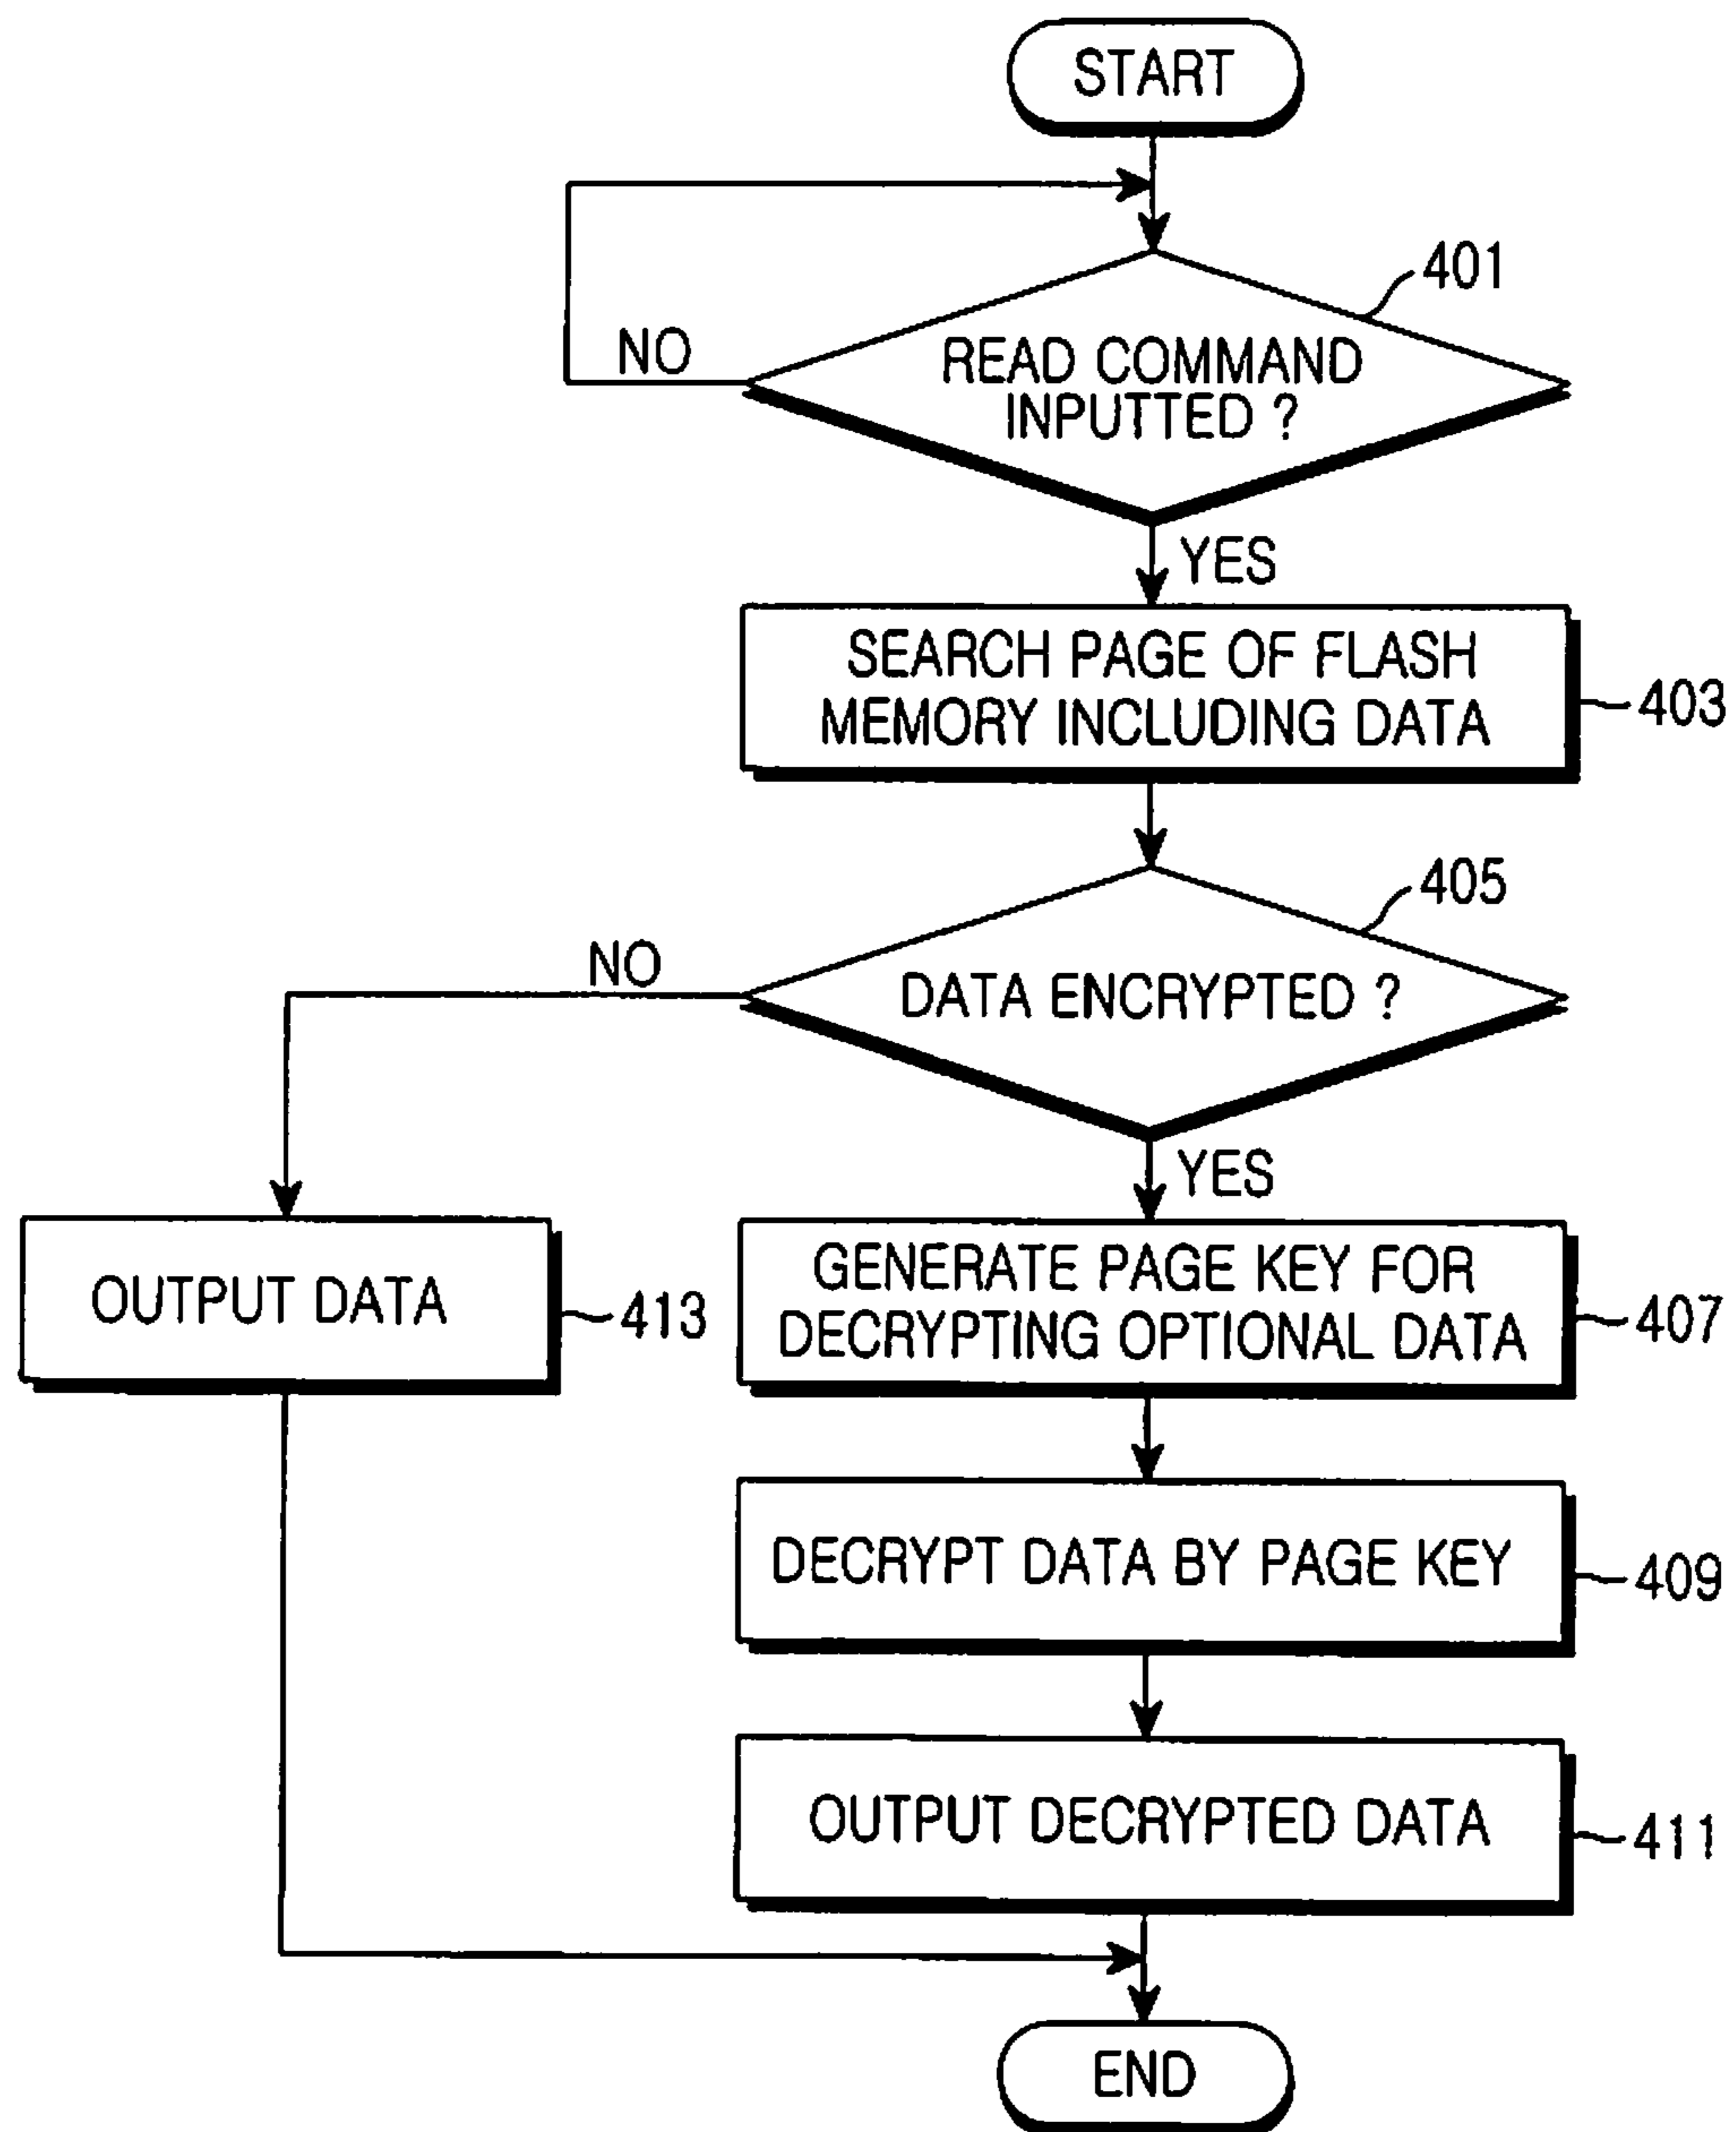 START
401
NO
READ COMMAND
INPUTTED ?
YES
SEARCH PAGE OF FLASH
MEMORY INCLUDING DATA
403
405
NO
DATA ENCRYPTED ?
YES
OUTPUT DATA
413
GENERATE PAGE KEY FOR
DECRYPTING OPTIONAL DATA
407
DECRYPT DATA BY PAGE KEY
409
OUTPUT DECRYPTED DATA
411
END